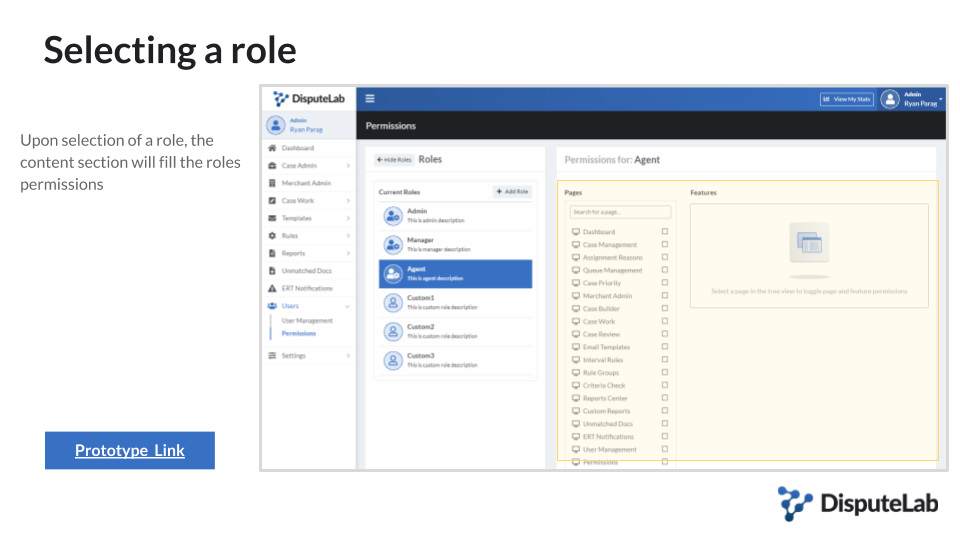 Selecting a role
Upon selection of a role, the
content section will fill the roles
permissions
Prototype Link
DisputeLab
View My Stats
Admin
Ryan Parag
Admin
Ryan Parag
Dashboard
Case Admin
Merchant Admin
Case Work
Templates
Rules
Reports
Unmatched Docs
ERT Notifications
Users
User Management
Permissions
Settings
Permissions
Hide Roles Roles
Current Roles
Add Role
Admin
This is admin description
Manager
This is manager description
Agent
This is agent description
Custom1
This is custom role description
Custom2
This is custom role description
Custom3
This is custom role description
Permissions for: Agent
Pages
Search for a page...
Dashboard
Case Management
Assignment Reasons
Queue Management
Case Priority
Merchant Admin
Case Builder
Case Work
Case Review
Email Templates
Interval Rules
Rule Groups
Criteria Check
Reports Center
Custom Reports
Unmatched Docs
ERT Notifications
User Management
Permissions
Features
Select a page in the tree view to toggle page and feature permissions
DisputeLab